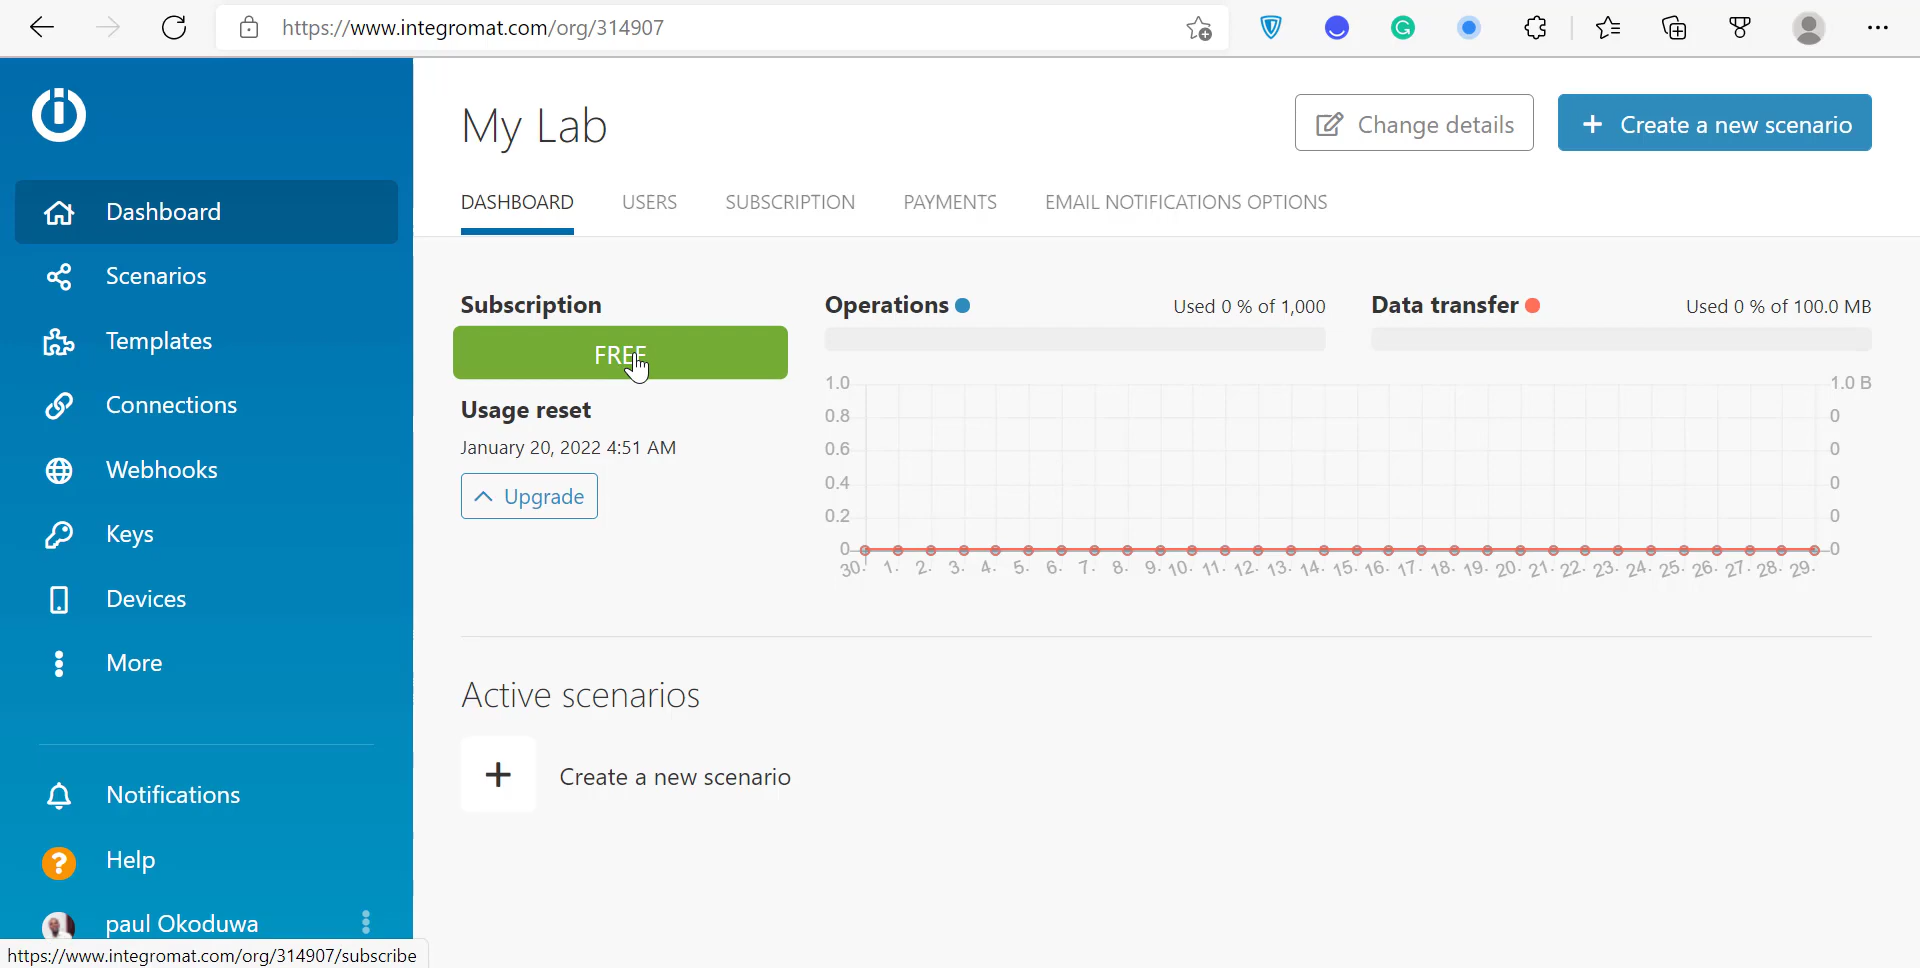 https://www.integromat.com/org/314907
My Lab
Change details
+ Create a new scenario
Dashboard
Scenarios
Templates
Connections
Webhooks
Keys
Devices
More
Notifications
Help
paul Okoduwa
DASHBOARD USERS SUBSCRIPTION PAYMENTS EMAIL NOTIFICATIONS OPTIONS
Subscription
FREE
Usage reset
January 20, 2022 4:51 AM
Upgrade
Operations Used 0 % of 1,000
Data transfer Used 0 % of 100.0 MB
1.0 1.0 B
0.8 0
0.6 0
0.4 0
0.2 0
0 0
30. 1. 2. 3. 4. 5. 6. 7. 8. 9. 10. 11. 12. 13. 14. 15. 16. 17. 18. 19. 20. 21. 22. 23. 24. 25. 26. 27. 28. 29.
Active scenarios
+ Create a new scenario
https://www.integromat.com/org/314907/subscribe